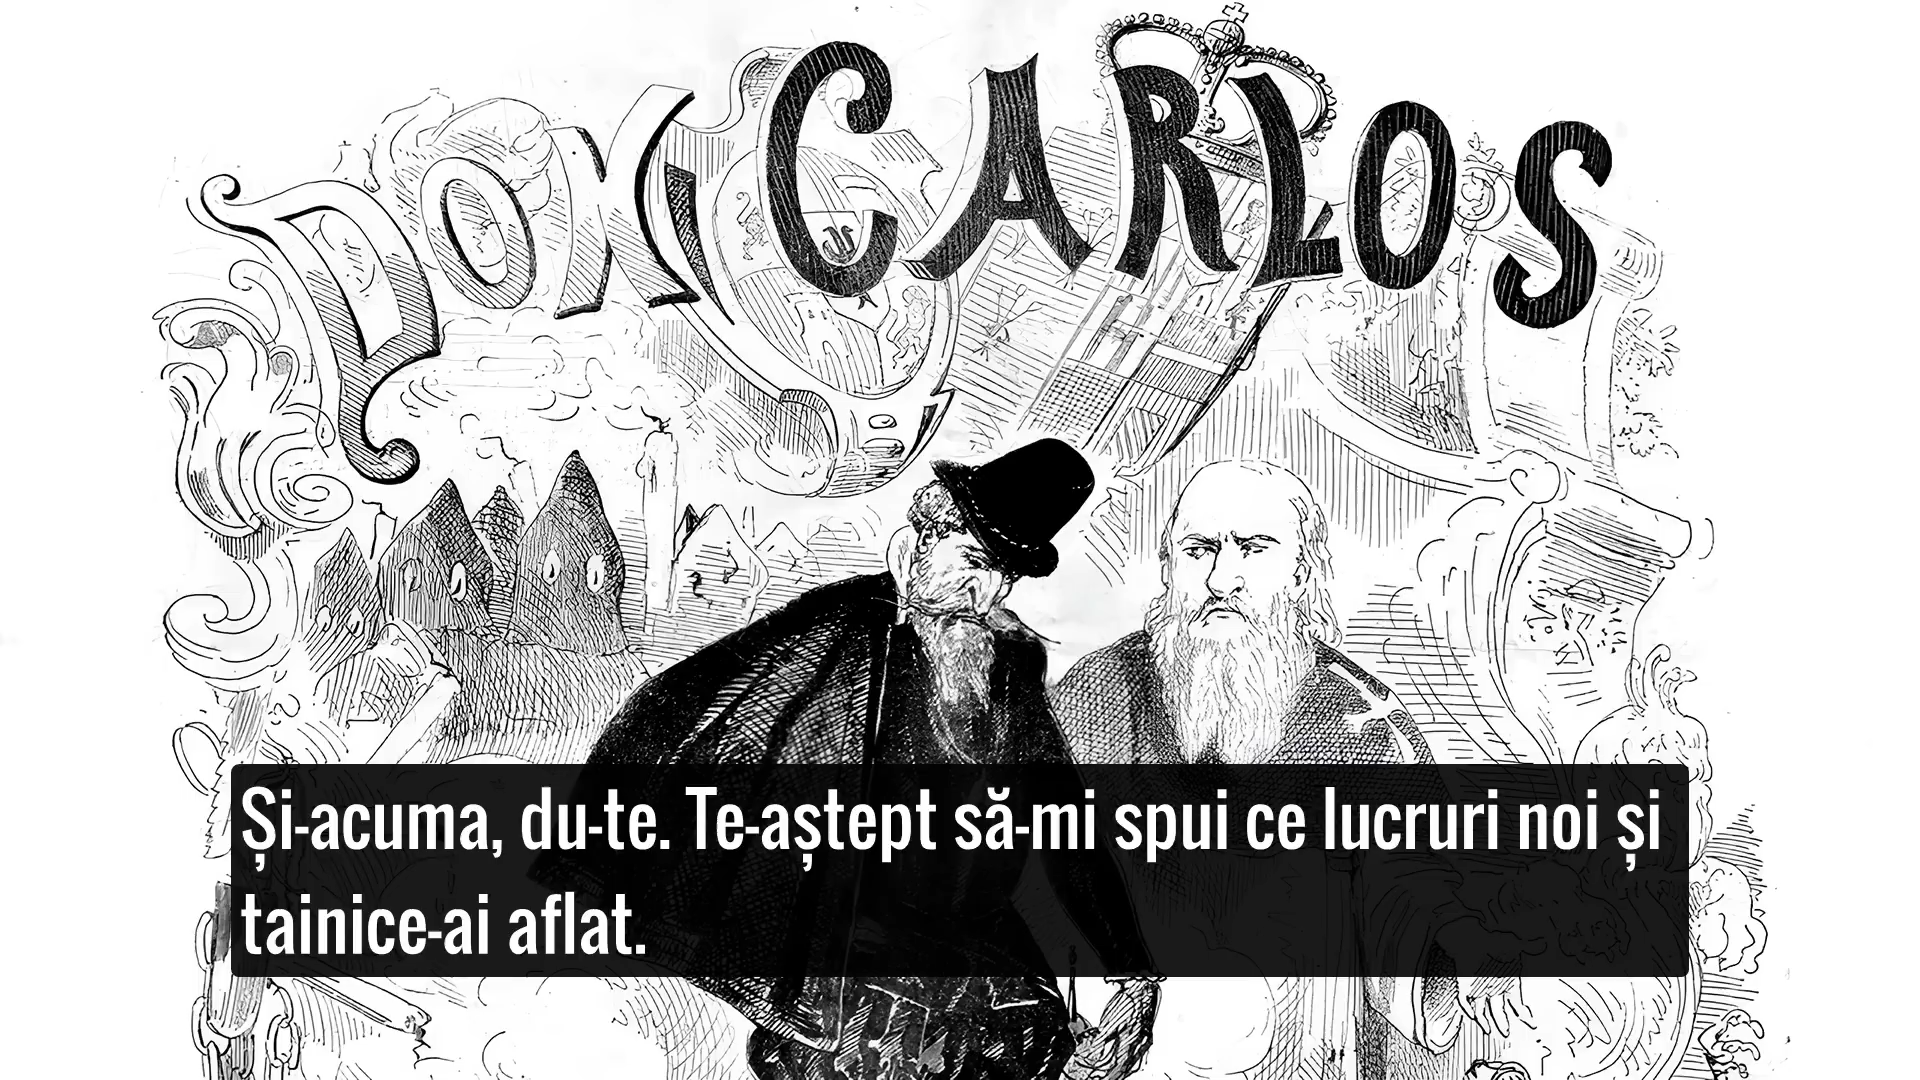 DON CARLOS
Și-acuma, du-te. Te-aștept să-mi spui ce lucruri noi și
tainice-ai aflat.